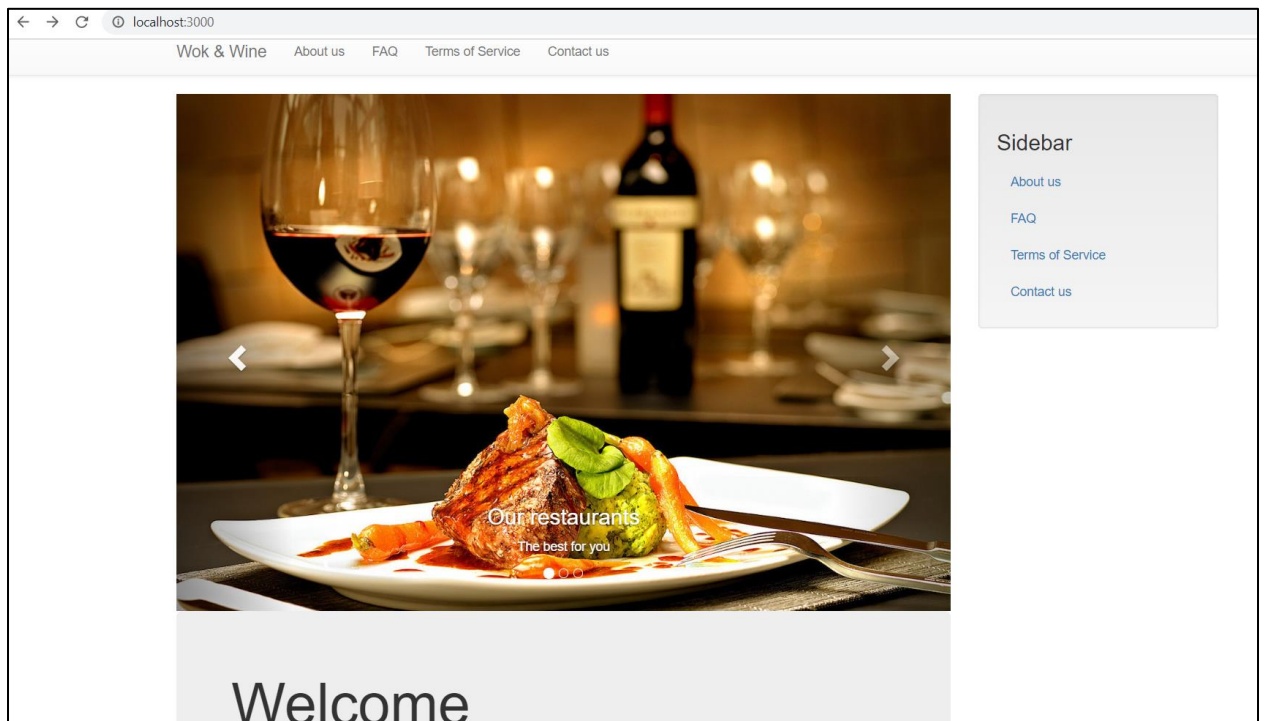 localhost:3000
Wok & Wine About us FAQ Terms of Service Contact us
Sidebar
About us
FAQ
Terms of Service
Contact us
Our restaurants
The best for you
Welcome